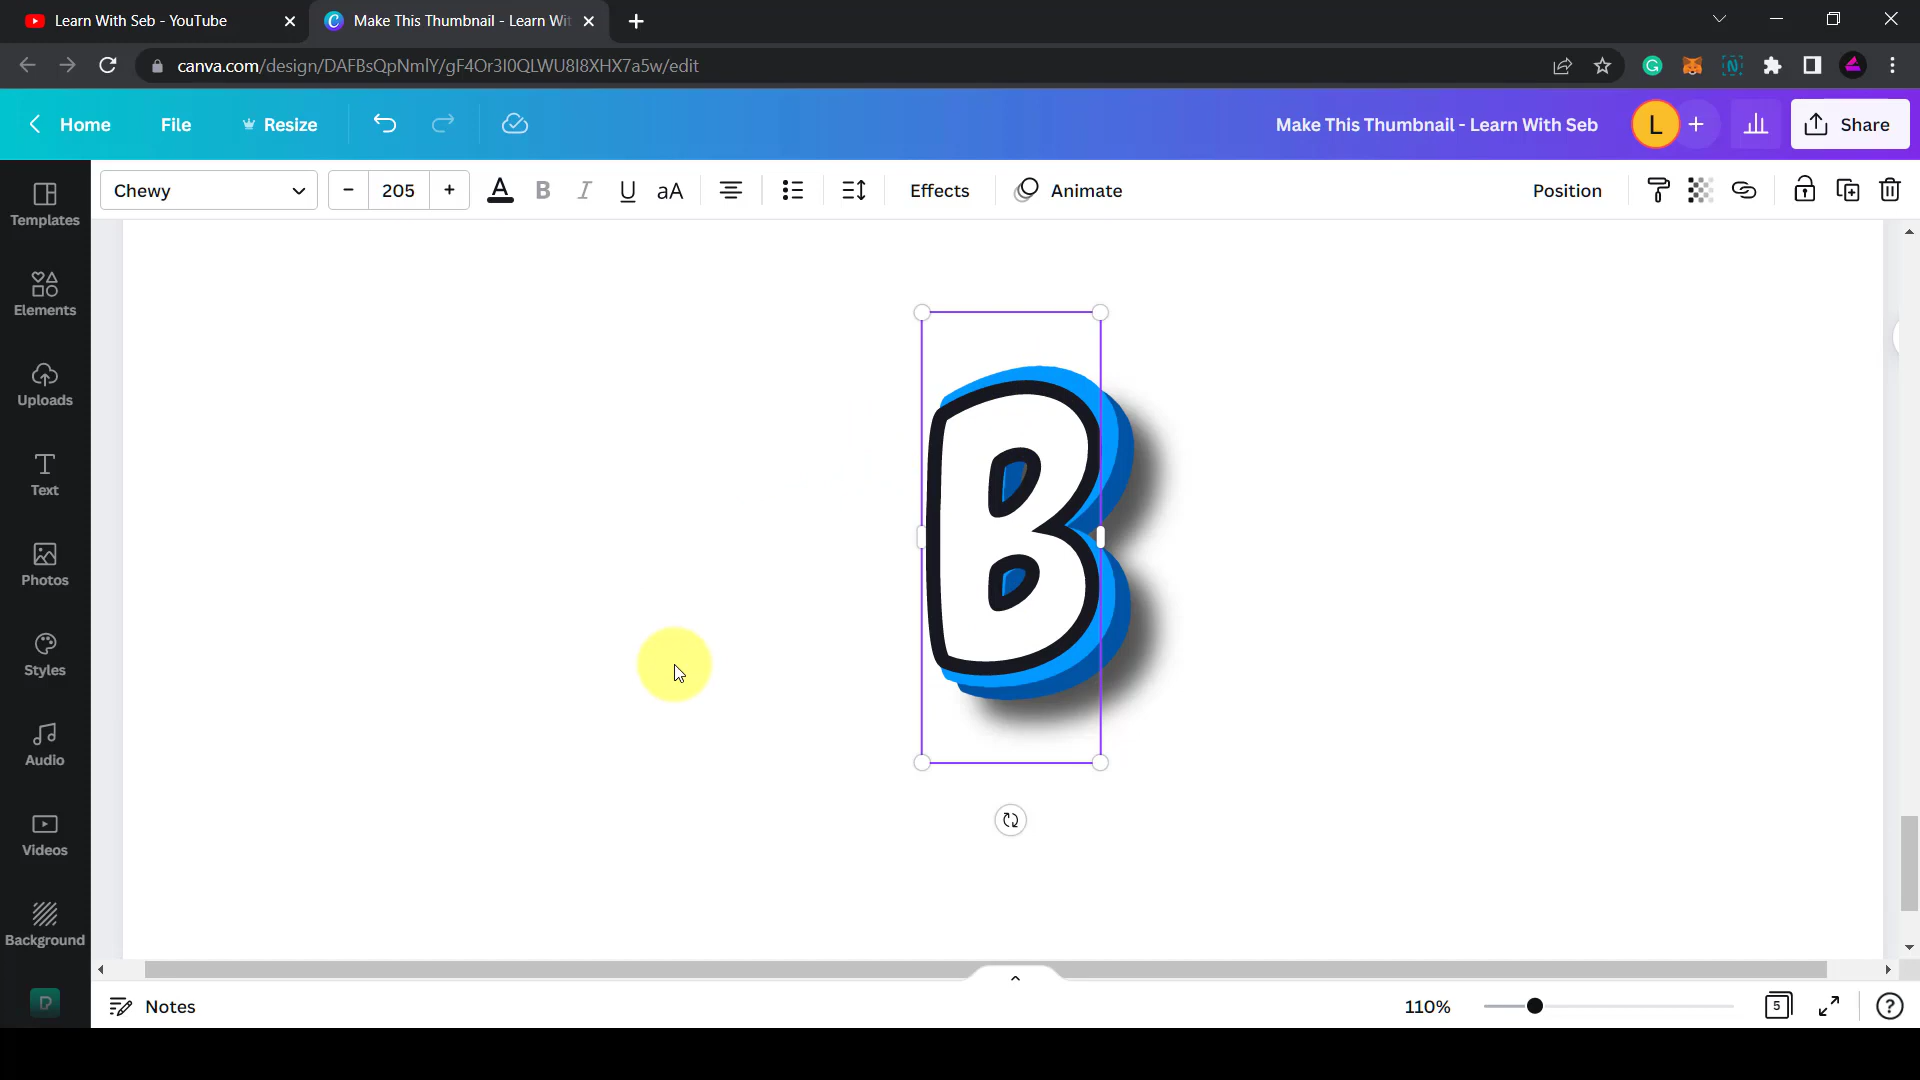 Learn With Seb - YouTube
Make This Thumbnail - Learn Wit
canva.com/design/DAFBsQpNmlY/gF4Or3I0QLWU8I8XHX7a5w/edit
Home
File
Resize
Make This Thumbnail - Learn With Seb
L
Share
Chewy
205
A
B
I
U
aA
Effects
Animate
Position
Templates
Elements
Uploads
Text
Photos
Styles
Audio
Videos
Background
B
Notes
110%
5